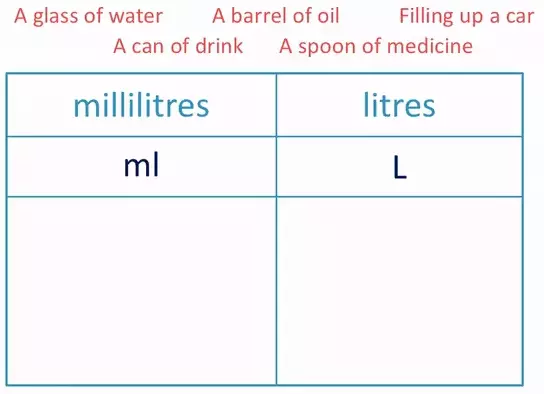 A glass of water A barrel of oil Filling up a car
A can of drink A spoon of medicine
millilitres litres
ml L